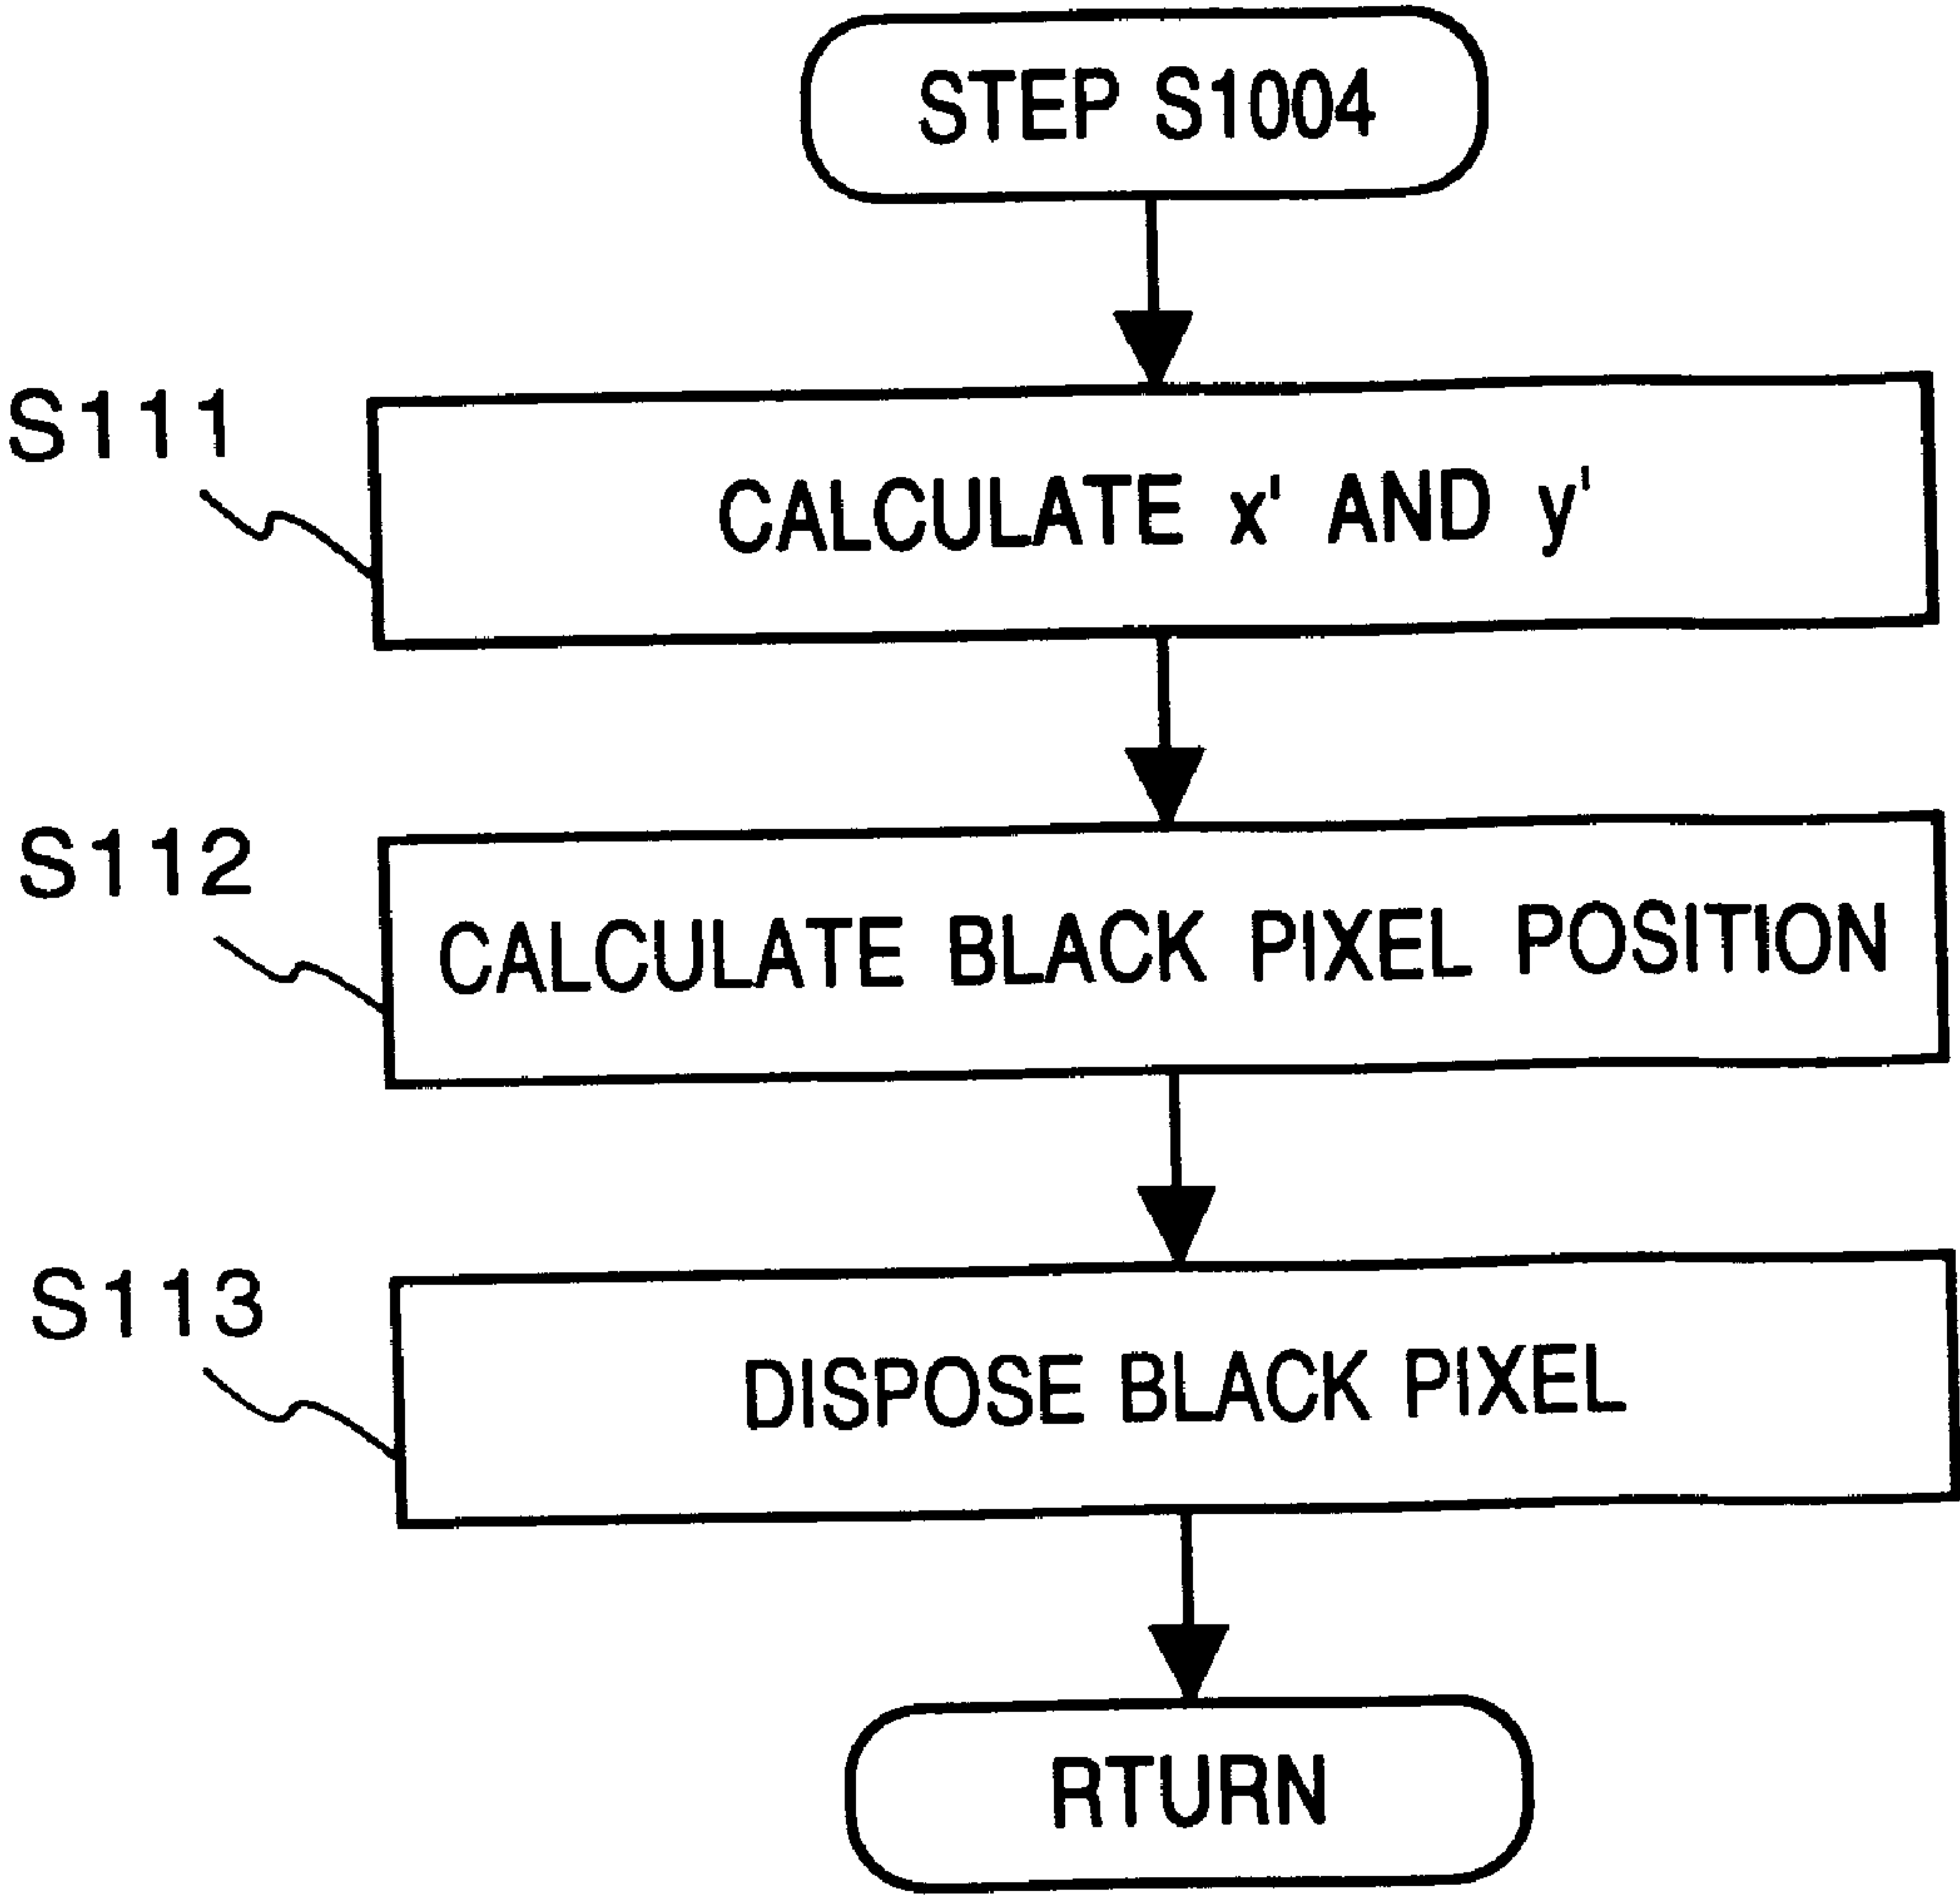 STEP S1004
S111
CALCULATE x' AND y'
S112
CALCULATE BLACK PIXEL POSITION
S113
DISPOSE BLACK PIXEL
RTURN